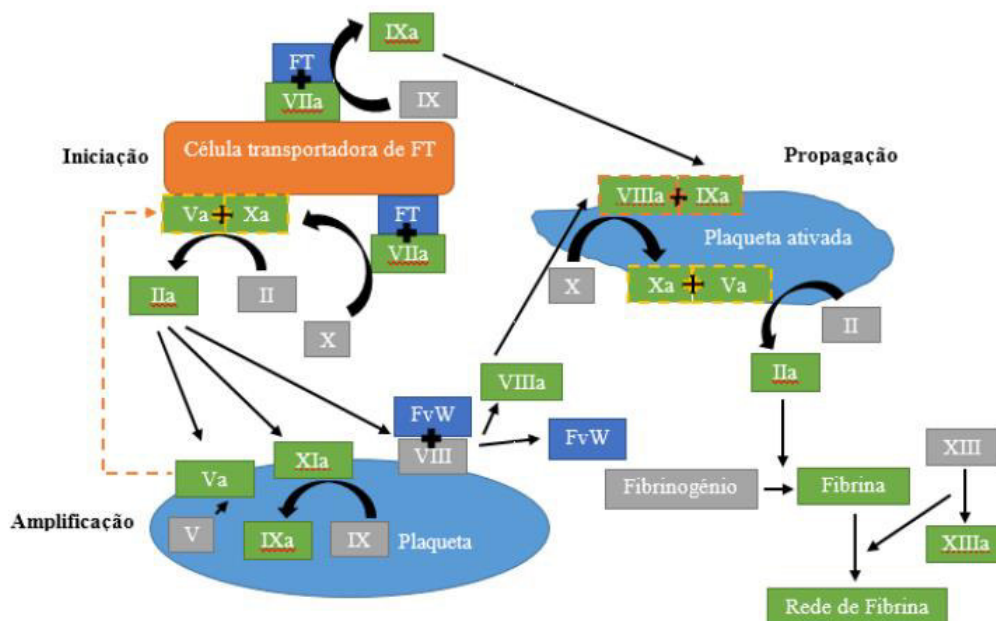 IXa
FT
VIIa
IX
Iniciação
Célula transportadora de FT
Propagação
VIIIa
IXa
Va
Xa
FT
VIIa
Plaqueta ativada
X
Xa
Va
IIa
II
X
II
IIa
VIIIa
FvW
VIII
FvW
XIII
XIa
Va
Fibrinogénio
Fibrina
Amplificação
V
IXa
IX
Plaqueta
XIIIa
Rede de Fibrina